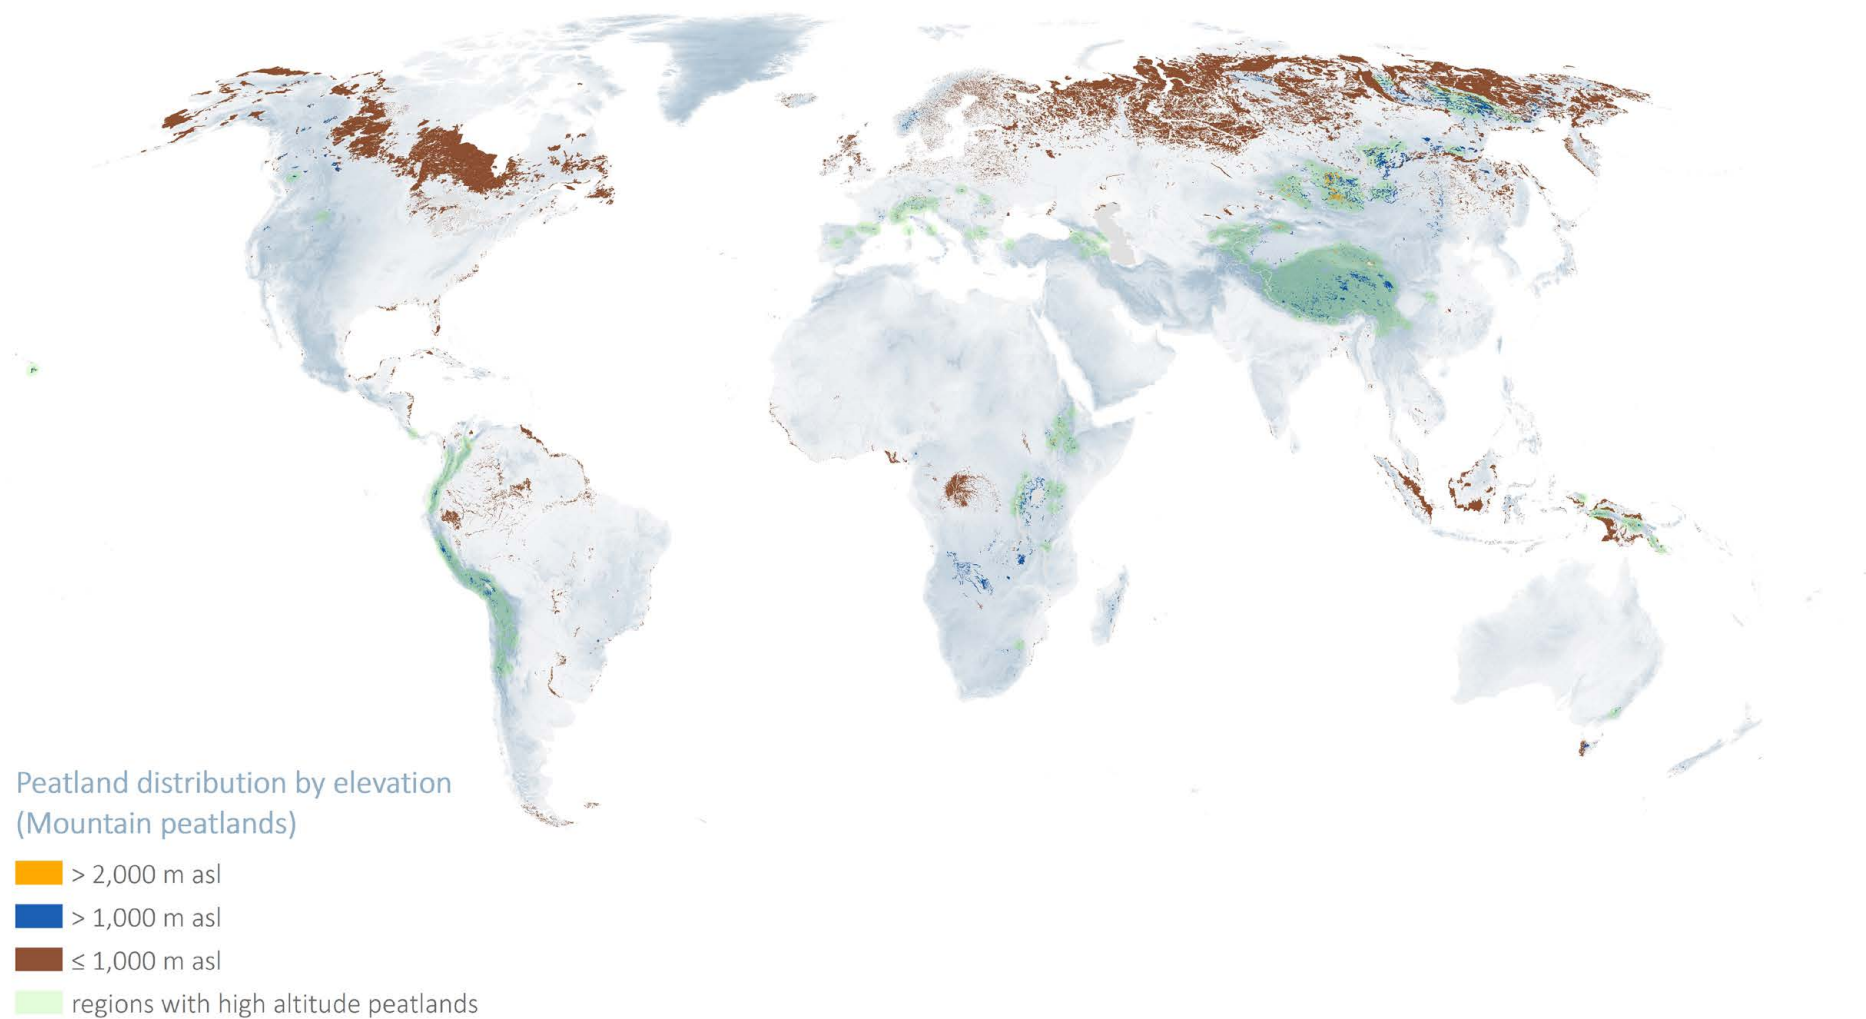 Peatland distribution by elevation
(Mountain peatlands)
> 2,000 m asl
> 1,000 m asl
≤ 1,000 m asl
regions with high altitude peatlands